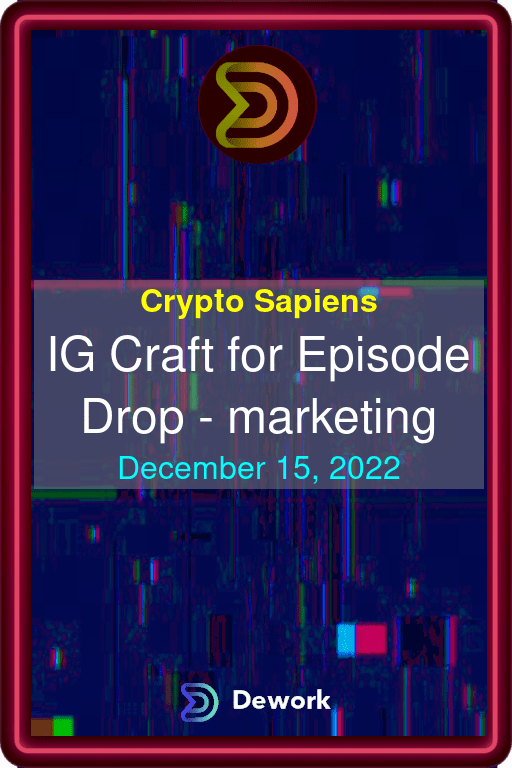 Crypto Sapiens
IG Craft for Episode
Drop - marketing
December 15, 2022
Dework